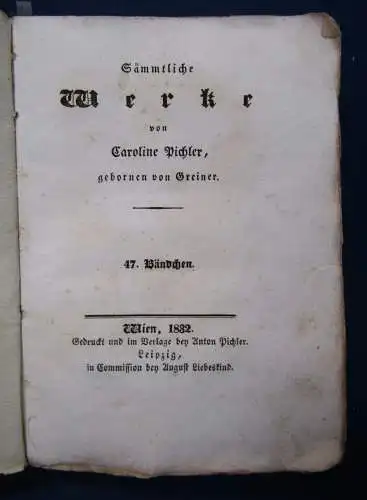 Sämmtliche
Werke
von
Caroline Pichler,
gebornen von Greiner.
47. Bändchen.
Wien, 1832.
Gedruckt und im Verlage bey Anton Pichler.
Leipzig,
in Commission bey August Liebeskind.